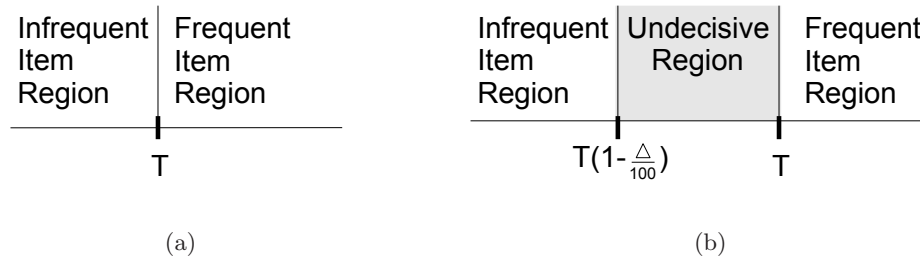 Infrequent
Item
Region
Frequent
Item
Region
T
(a)
Infrequent
Item
Region
Undecisive
Region
Frequent
Item
Region
T(1-△/100)
T
(b)